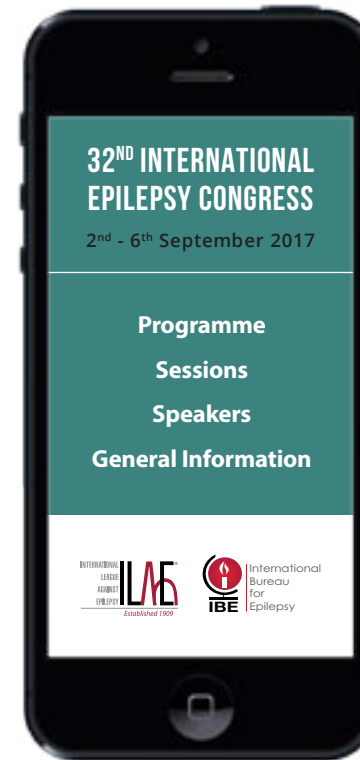 32ND INTERNATIONAL
EPILEPSY CONGRESS
2nd - 6th September 2017
Programme
Sessions
Speakers
General Information
INTERNATIONAL
LEAGUE
AGAINST
EPILEPSY
ILAE
Established 1909
IBE
International
Bureau
for
Epilepsy